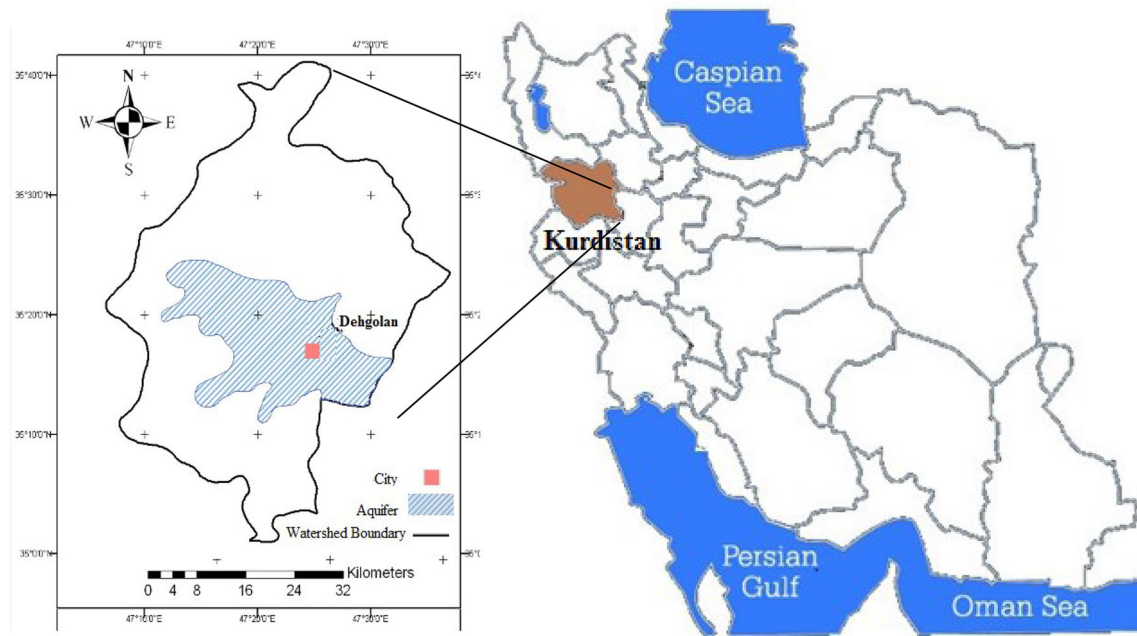 47°10'0"E 47°20'0"E 47°30'0"E
35°40'0"N
N
W E
S
35°30'0"N
35°20'0"N
Dehgolan
35°10'0"N
City
Aquifer
Watershed Boundary
35°0'0"N
Kilometers
0 4 8 16 24 32
47°10'0"E 47°20'0"E 47°30'0"E
Caspian
Sea
Kurdistan
Persian
Gulf
Oman Sea